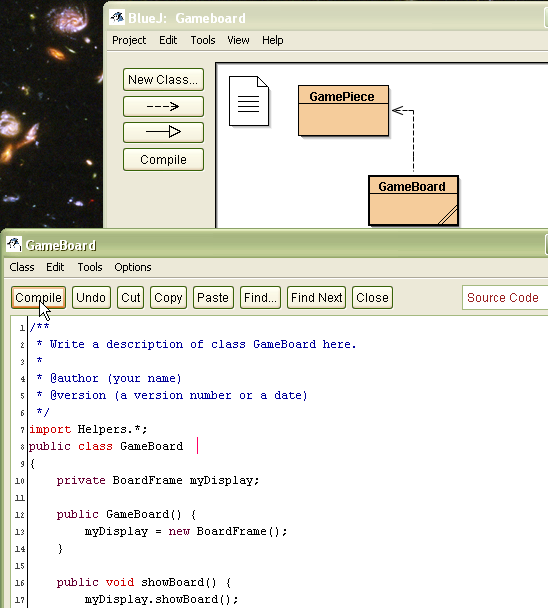 BlueJ: Gameboard
Project Edit Tools View Help
New Class...
Compile
GamePiece
GameBoard
GameBoard
Class Edit Tools Options
Compile Undo Cut Copy Paste Find... Find Next Close Source Code
1 /**
2 * Write a description of class GameBoard here.
3 *
4 * @author (your name)
5 * @version (a version number or a date)
6 */
7 import Helpers.*;
8 public class GameBoard
9 {
10 private BoardFrame myDisplay;
11
12 public GameBoard() {
13 myDisplay = new BoardFrame();
14 }
15
16 public void showBoard() {
17 myDisplay.showBoard();